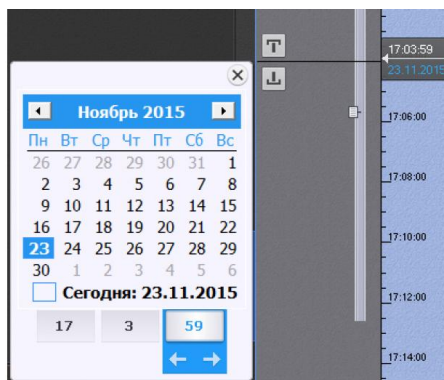 Ноябрь 2015
Пн Вт Ср Чт Пт Сб Вс
26 27 28 29 30 31 1
2 3 4 5 6 7 8
9 10 11 12 13 14 15
16 17 18 19 20 21 22
23 24 25 26 27 28 29
30 1 2 3 4 5 6
Сегодня: 23.11.2015
17 3 59
17:03:59
23.11.2015
17:06:00
17:08:00
17:10:00
17:12:00
17:14:00